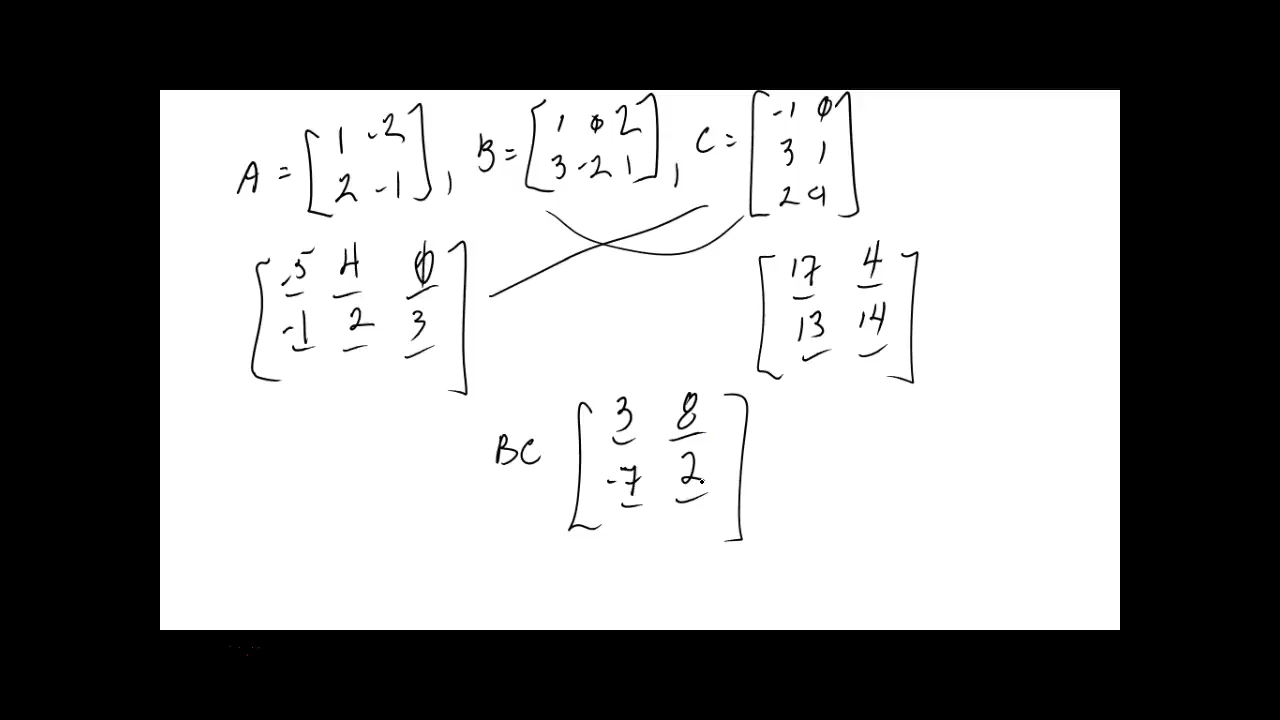 A = [ 1 -2 , B = [ 1 0 2 ] , C = [ -1 0
2 -1 ] 3 -2 1 3 1
2 4 ]
[ -5 4 0 ] [ 17 4 ]
-1 2 3 13 14
BC [ 3 8 ]
-7 2